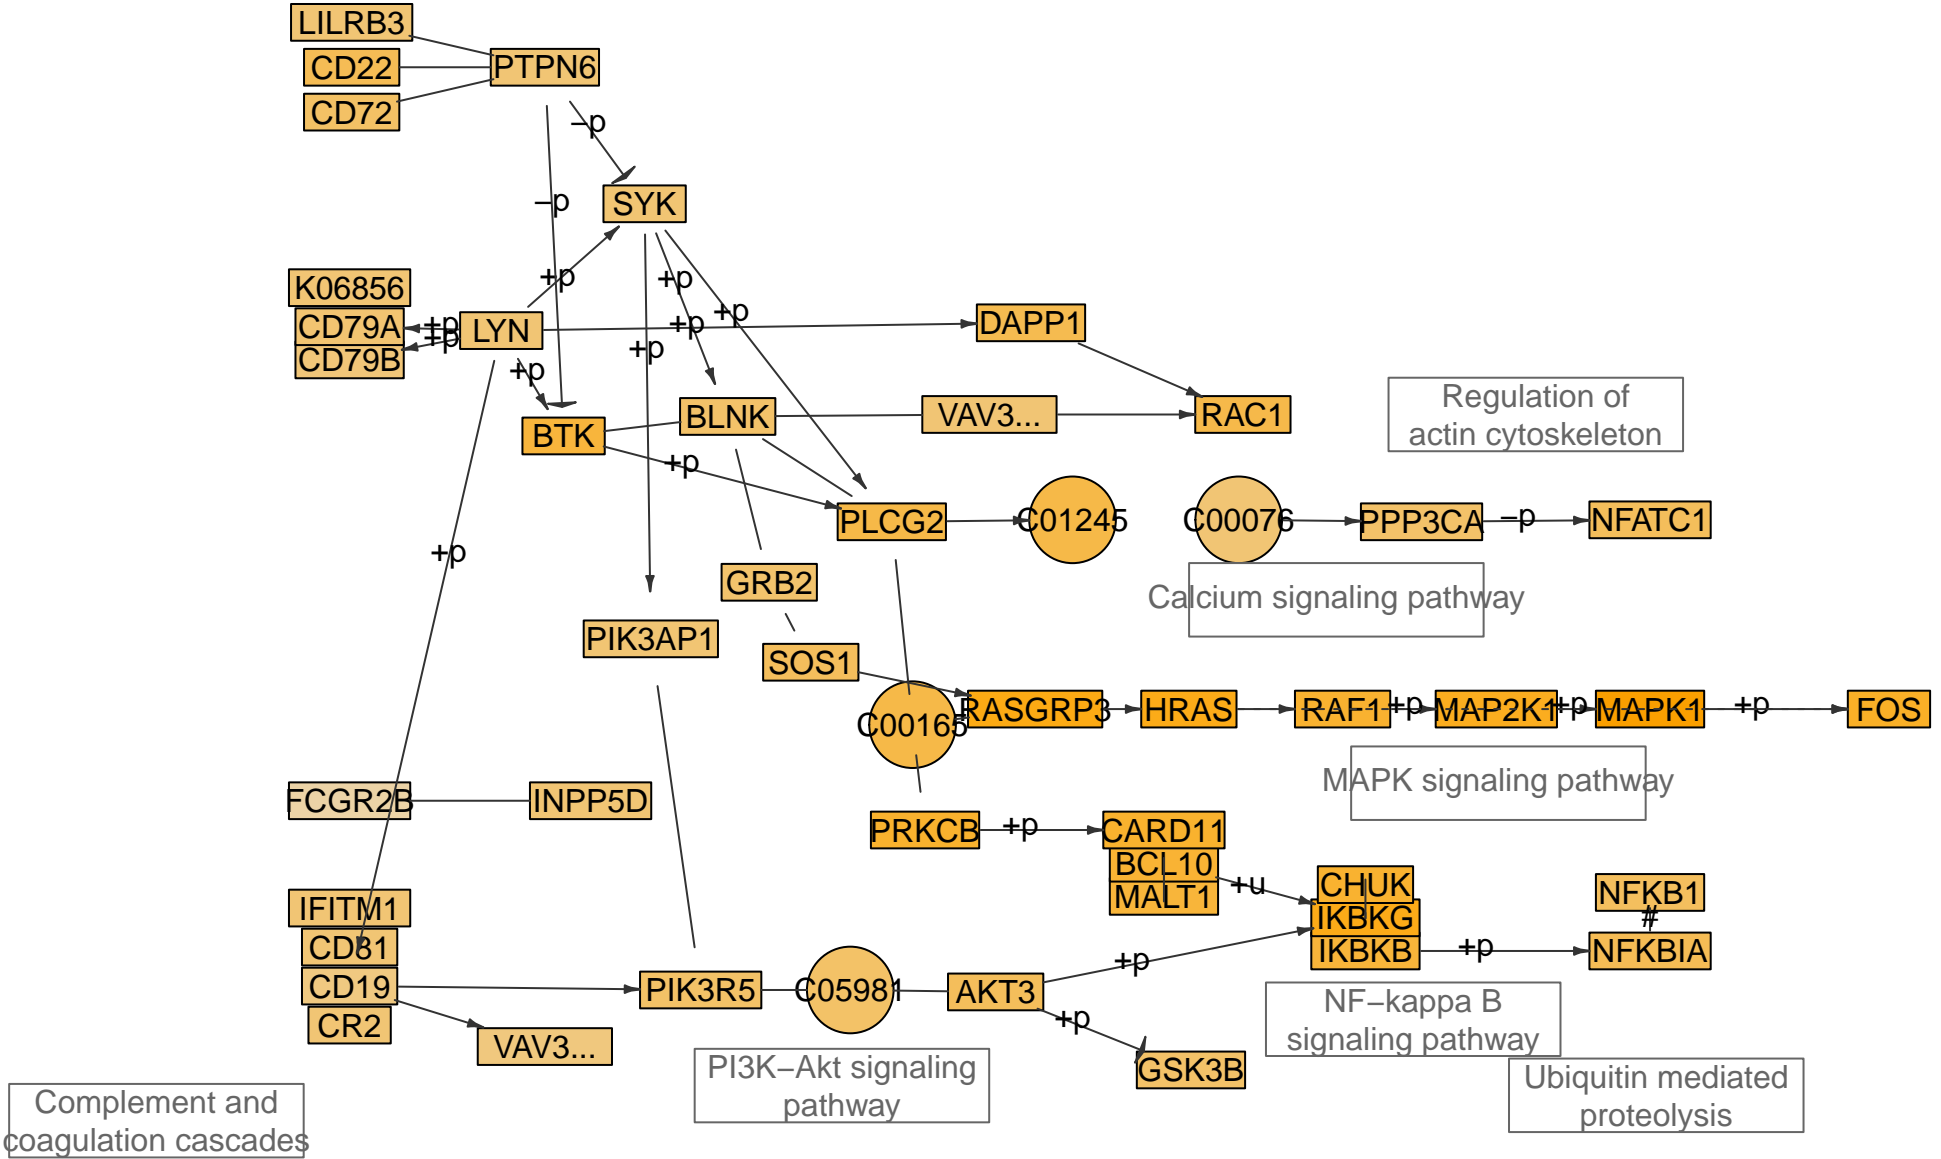 LILRB3
CD22
PTPN6
CD72
–p
–p
SYK
K06856
+p
+p
CD79A
+p
LYN
+p
+p
DAPP1
CD79B
+p
+p
+p
BTK
BLNK
VAV3...
RAC1
Regulation of
actin cytoskeleton
+p
PLCG2
C01245
C00076
PPP3CA
–p
NFATC1
+p
GRB2
Calcium signaling pathway
PIK3AP1
SOS1
C00165
RASGRP3
HRAS
RAF1
+p
MAP2K1
+p
MAPK1
+p
FOS
MAPK signaling pathway
FCGR2B
INPP5D
PRKCB
+p
CARD11
BCL10
MALT1
+u
CHUK
IKBKG
IKBKB
+p
NFKB1
#
NFKBIA
IFITM1
CD81
CD19
CR2
VAV3...
PIK3R5
C05981
AKT3
+p
+p
GSK3B
NF–kappa B
signaling pathway
PI3K–Akt signaling
pathway
Ubiquitin mediated
proteolysis
Complement and
coagulation cascades